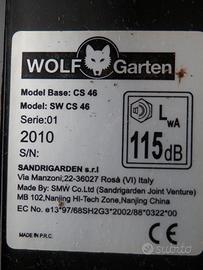 WOLF Garten
Model Base: CS 46
Model: SW CS 46
Serie:01
2010
S/N:
LWA
115dB
SANDRIGARDEN s.r.l
Via Manzoni,22-36027 Rosà (VI) Italy
Made By: SMW Co.Ltd (Sandrigarden Joint Venture)
MB 102,Nanjing HI-Tech Zone,Nanjing China
EC no e13*97/68SH2G3*2002/88*0322*00
MADE IN P.R.C.
CE
subito